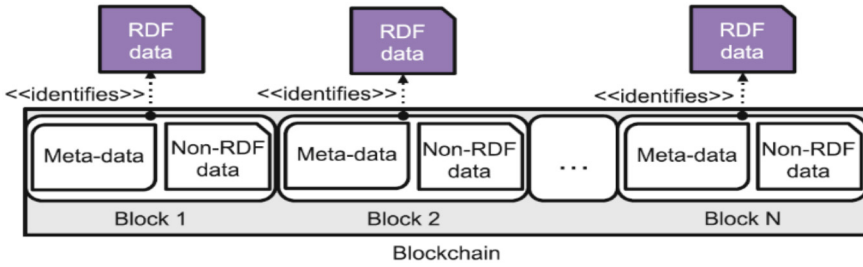 RDF
data
RDF
data
RDF
data
<<identifies>>
<<identifies>>
<<identifies>>
Meta-data
Non-RDF
data
Meta-data
Non-RDF
data
...
Meta-data
Non-RDF
data
Block 1
Block 2
Block N
Blockchain